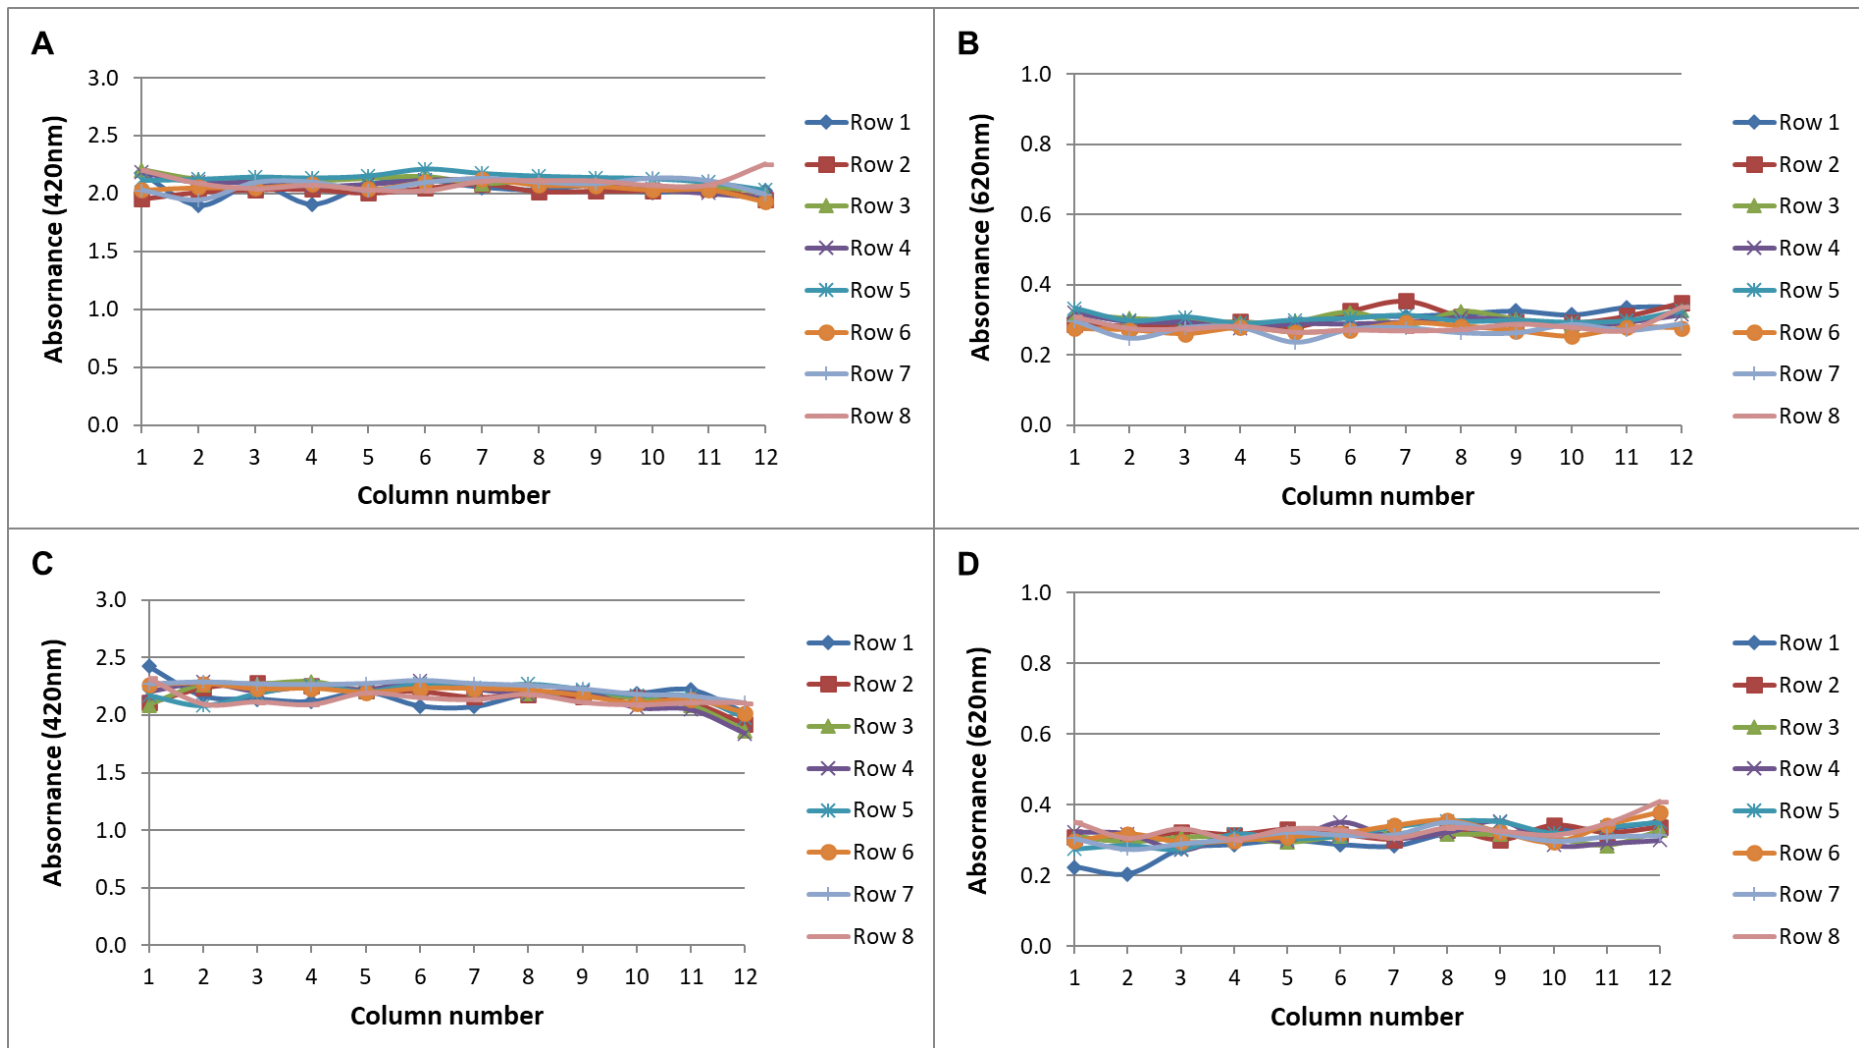 A
Absornance (420nm)
3.0
2.5
2.0
1.5
1.0
0.5
0.0
1 2 3 4 5 6 7 8 9 10 11 12
Column number
Row 1
Row 2
Row 3
Row 4
Row 5
Row 6
Row 7
Row 8
B
Absornance (620nm)
1.0
0.8
0.6
0.4
0.2
0.0
1 2 3 4 5 6 7 8 9 10 11 12
Column number
Row 1
Row 2
Row 3
Row 4
Row 5
Row 6
Row 7
Row 8
C
Absornance (420nm)
3.0
2.5
2.0
1.5
1.0
0.5
0.0
1 2 3 4 5 6 7 8 9 10 11 12
Column number
Row 1
Row 2
Row 3
Row 4
Row 5
Row 6
Row 7
Row 8
D
Absornance (620nm)
1.0
0.8
0.6
0.4
0.2
0.0
1 2 3 4 5 6 7 8 9 10 11 12
Column number
Row 1
Row 2
Row 3
Row 4
Row 5
Row 6
Row 7
Row 8